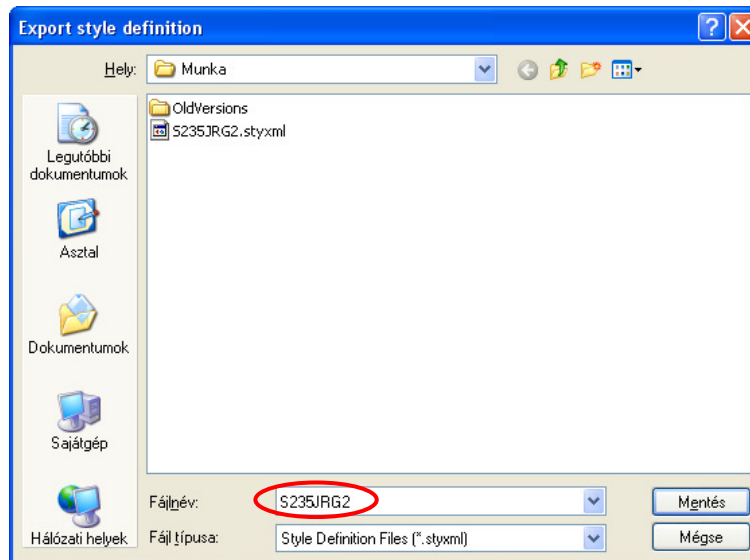 Export style definition
Hely: Munka
OldVersions
S235JRG2.styxml
Legutóbbi
dokumentumok
Asztal
Dokumentumok
Sajátgép
Hálózati helyek
Fájlnév: S235JRG2 Mentés
Fájl típusa: Style Definition Files (*.styxml) Mégse